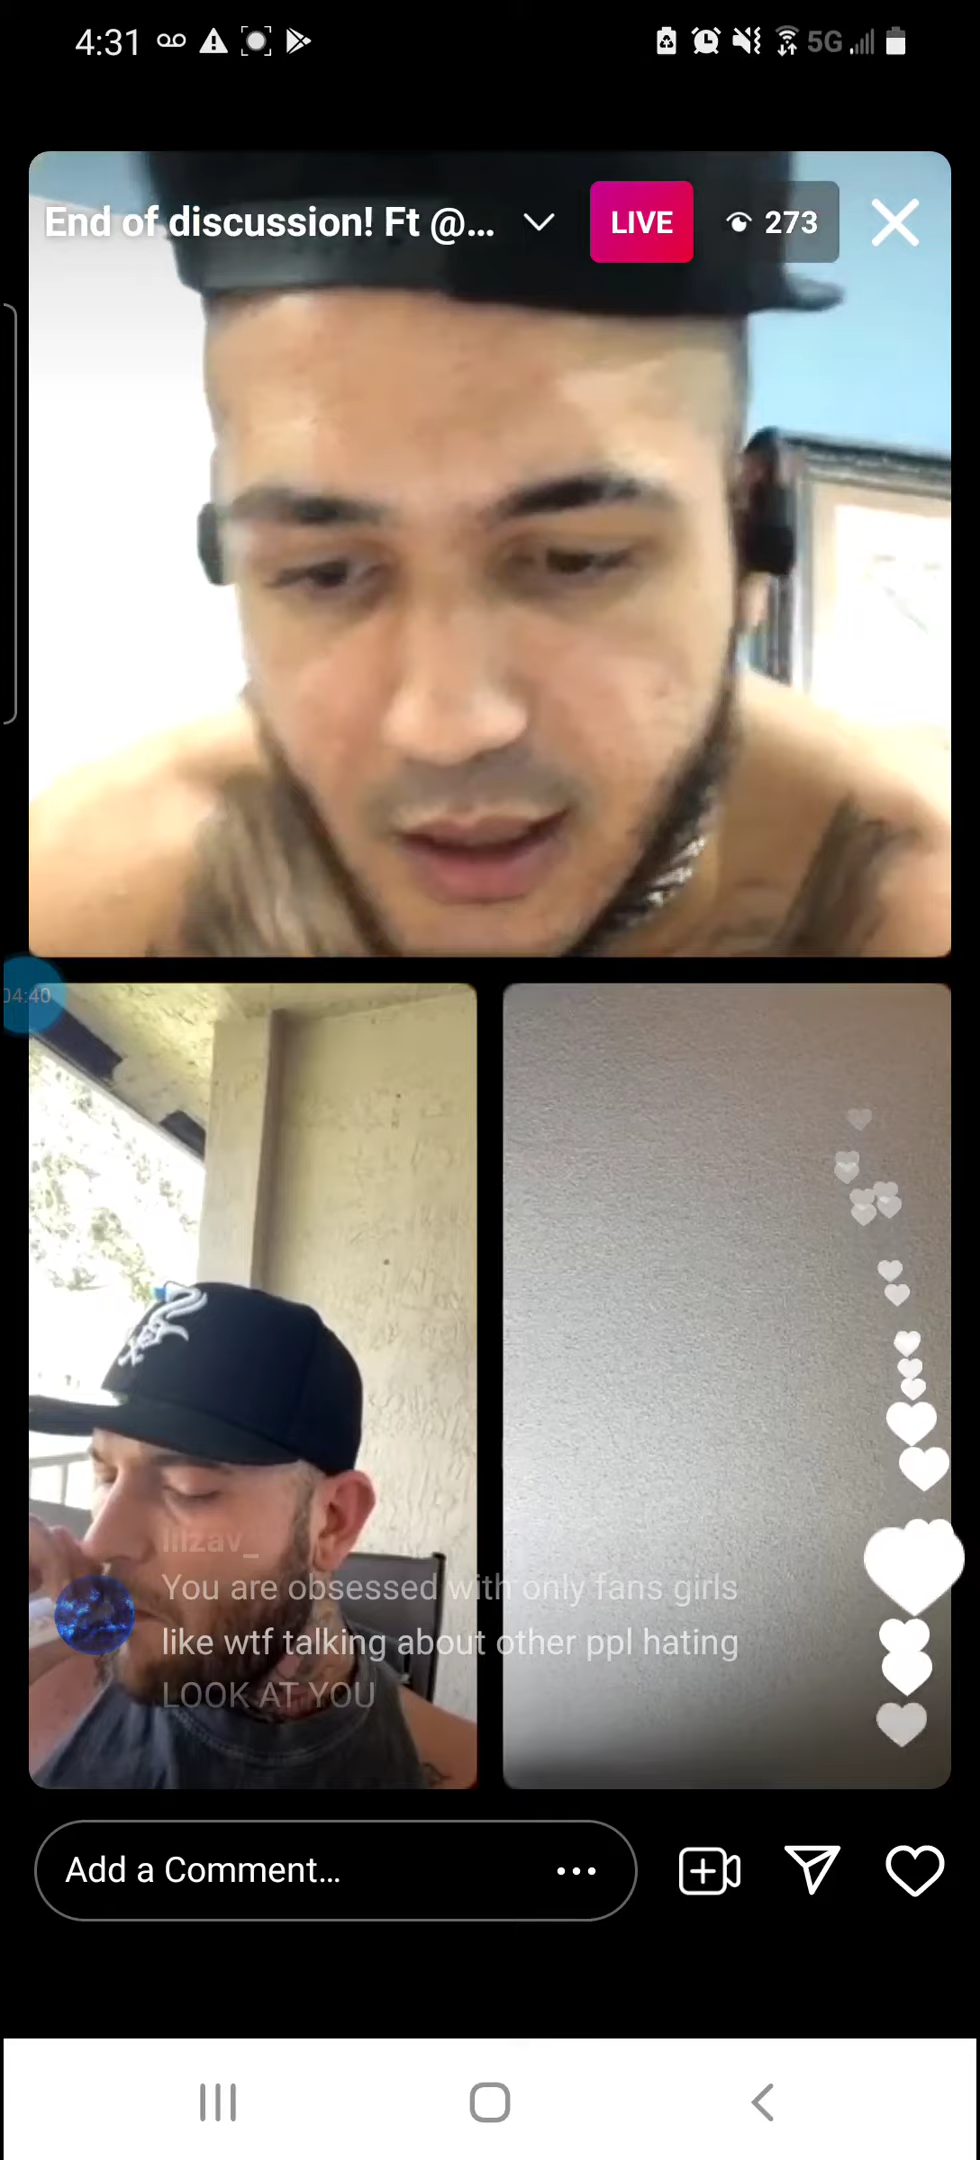 4:31
5G
End of discussion! Ft @...
LIVE
273
04:40
lilzav_
You are obsessed with only fans girls
like wtf talking about other ppl hating
LOOK AT YOU
Add a Comment...